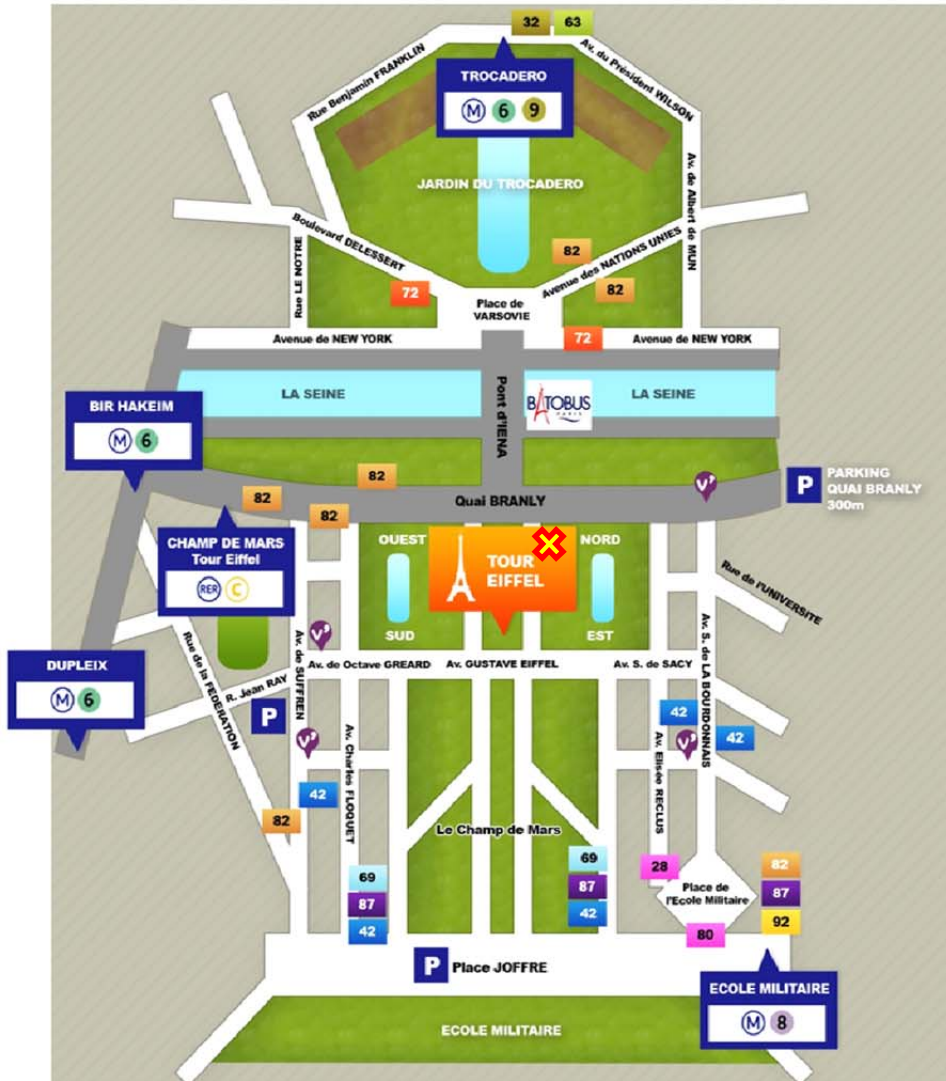 32 63
Rue Benjamin FRANKLIN
Av. du Président WILSON
TROCADERO
M 6 9
JARDIN DU TROCADERO
Av. de Albert de MUN
Boulevard DELESSERT
Rue LE NOTRE
82
Avenue des NATIONS UNIES
82
72
Place de
VARSOVIE
72
Avenue de NEW YORK
Avenue de NEW YORK
LA SEINE
Pont d'IENA
BATOBUS
PARIS
LA SEINE
BIR HAKEIM
M 6
82
82
82
Quai BRANLY
V'
P
PARKING
QUAI BRANLY
300m
CHAMP DE MARS
Tour Eiffel
RER C
OUEST
TOUR
EIFFEL
NORD
SUD
EST
Rue de l'UNIVERSITE
V'
Av. de SUFFREN
Rue de la FEDERATION
DUPLEIX
M 6
R. Jean RAY
Av. de Octave GREARD
Av. GUSTAVE EIFFEL
Av. S. de SACY
Av. S. de LA BOURDONNAIS
P
V'
42
42
V'
Av. Charles FLOQUET
Av. Elisée RECLUS
42
82
Le Champ de Mars
69
87
42
69
87
42
28
Place de
l'Ecole Militaire
82
87
92
80
P
Place JOFFRE
ECOLE MILITAIRE
M 8
ECOLE MILITAIRE